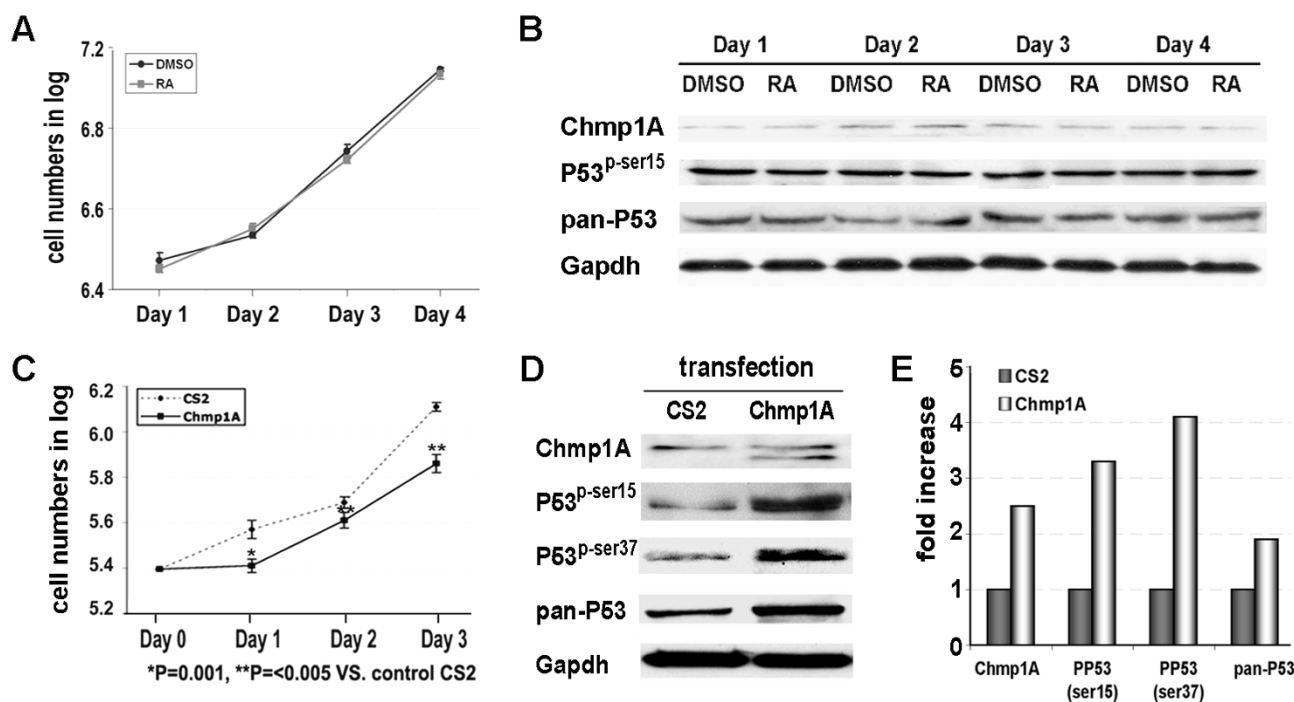 A
7.2
6.8
6.6
6.4
cell numbers in log
DMSO
RA
Day 1 Day 2 Day 3 Day 4
B
Day 1 Day 2 Day 3 Day 4
DMSO RA DMSO RA DMSO RA DMSO RA
Chmp1A
P53p-ser15
pan-P53
Gapdh
C
6.2
6.0
5.8
5.6
5.4
5.2
cell numbers in log
CS2
Chmp1A
*
**
**
Day 0 Day 1 Day 2 Day 3
*P=0.001, **P=<0.005 VS. control CS2
D
transfection
CS2 Chmp1A
Chmp1A
P53p-ser15
P53p-ser37
pan-P53
Gapdh
E
5
4
3
2
1
0
fold increase
CS2
Chmp1A
Chmp1A PP53 PP53 pan-P53
(ser15) (ser37)